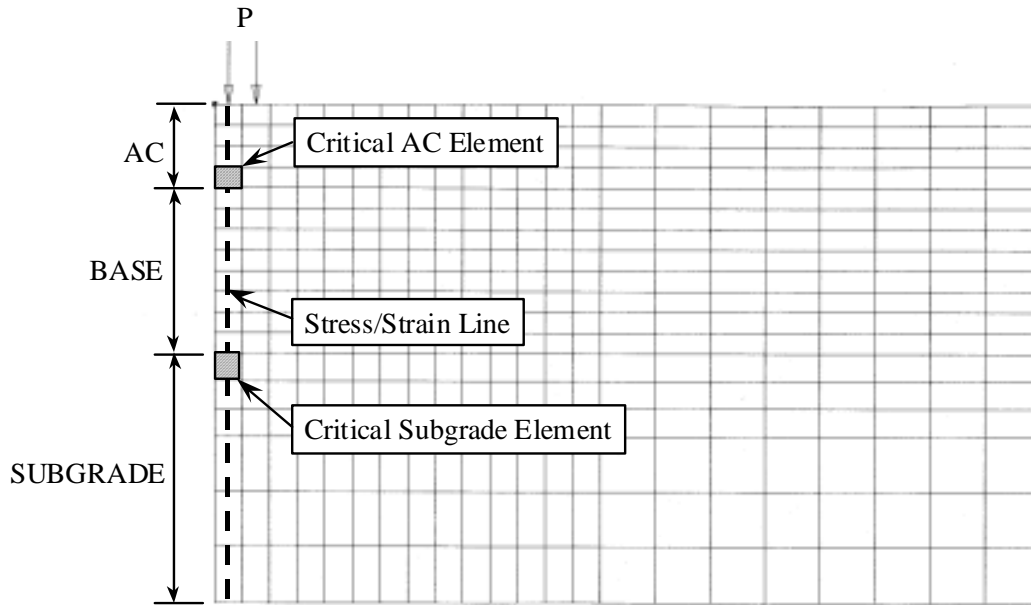 P
AC
Critical AC Element
BASE
Stress/Strain Line
Critical Subgrade Element
SUBGRADE